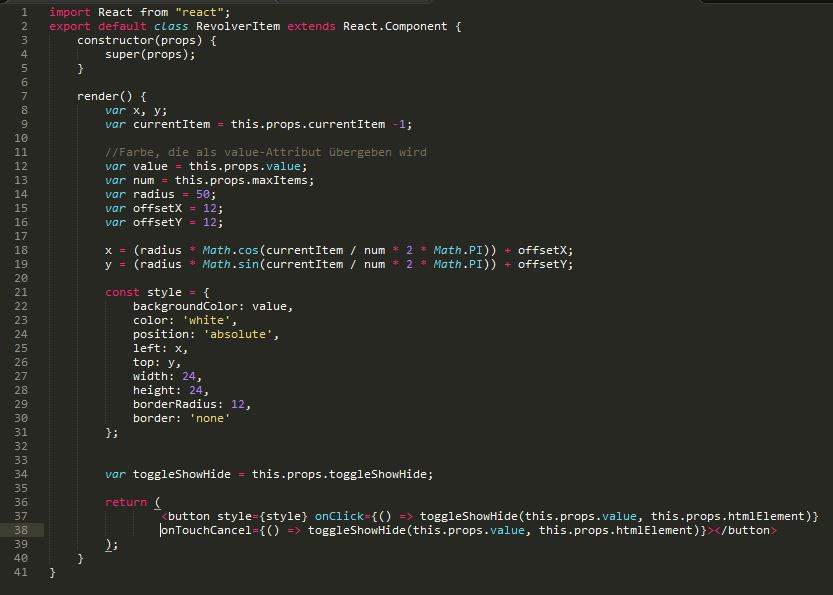 1 import React from "react";
2 export default class RevolverItem extends React.Component {
3 constructor(props) {
4 super(props);
5 }
6
7 render() {
8 var x, y;
9 var currentItem = this.props.currentItem -1;
10
11 //Farbe, die als value-Attribut übergeben wird
12 var value = this.props.value;
13 var num = this.props.maxItems;
14 var radius = 50;
15 var offsetX = 12;
16 var offsetY = 12;
17
18 x = (radius * Math.cos(currentItem / num * 2 * Math.PI)) + offsetX;
19 y = (radius * Math.sin(currentItem / num * 2 * Math.PI)) + offsetY;
20
21 const style = {
22 backgroundColor: value,
23 color: 'white',
24 position: 'absolute',
25 left: x,
26 top: y,
27 width: 24,
28 height: 24,
29 borderRadius: 12,
30 border: 'none'
31 };
32
33
34 var toggleShowHide = this.props.toggleShowHide;
35
36 return (
37 <button style={style} onClick={() => toggleShowHide(this.props.value, this.props.htmlElement)}
38 onTouchCancel={() => toggleShowHide(this.props.value, this.props.htmlElement)}></button>
39 );
40 }
41 }